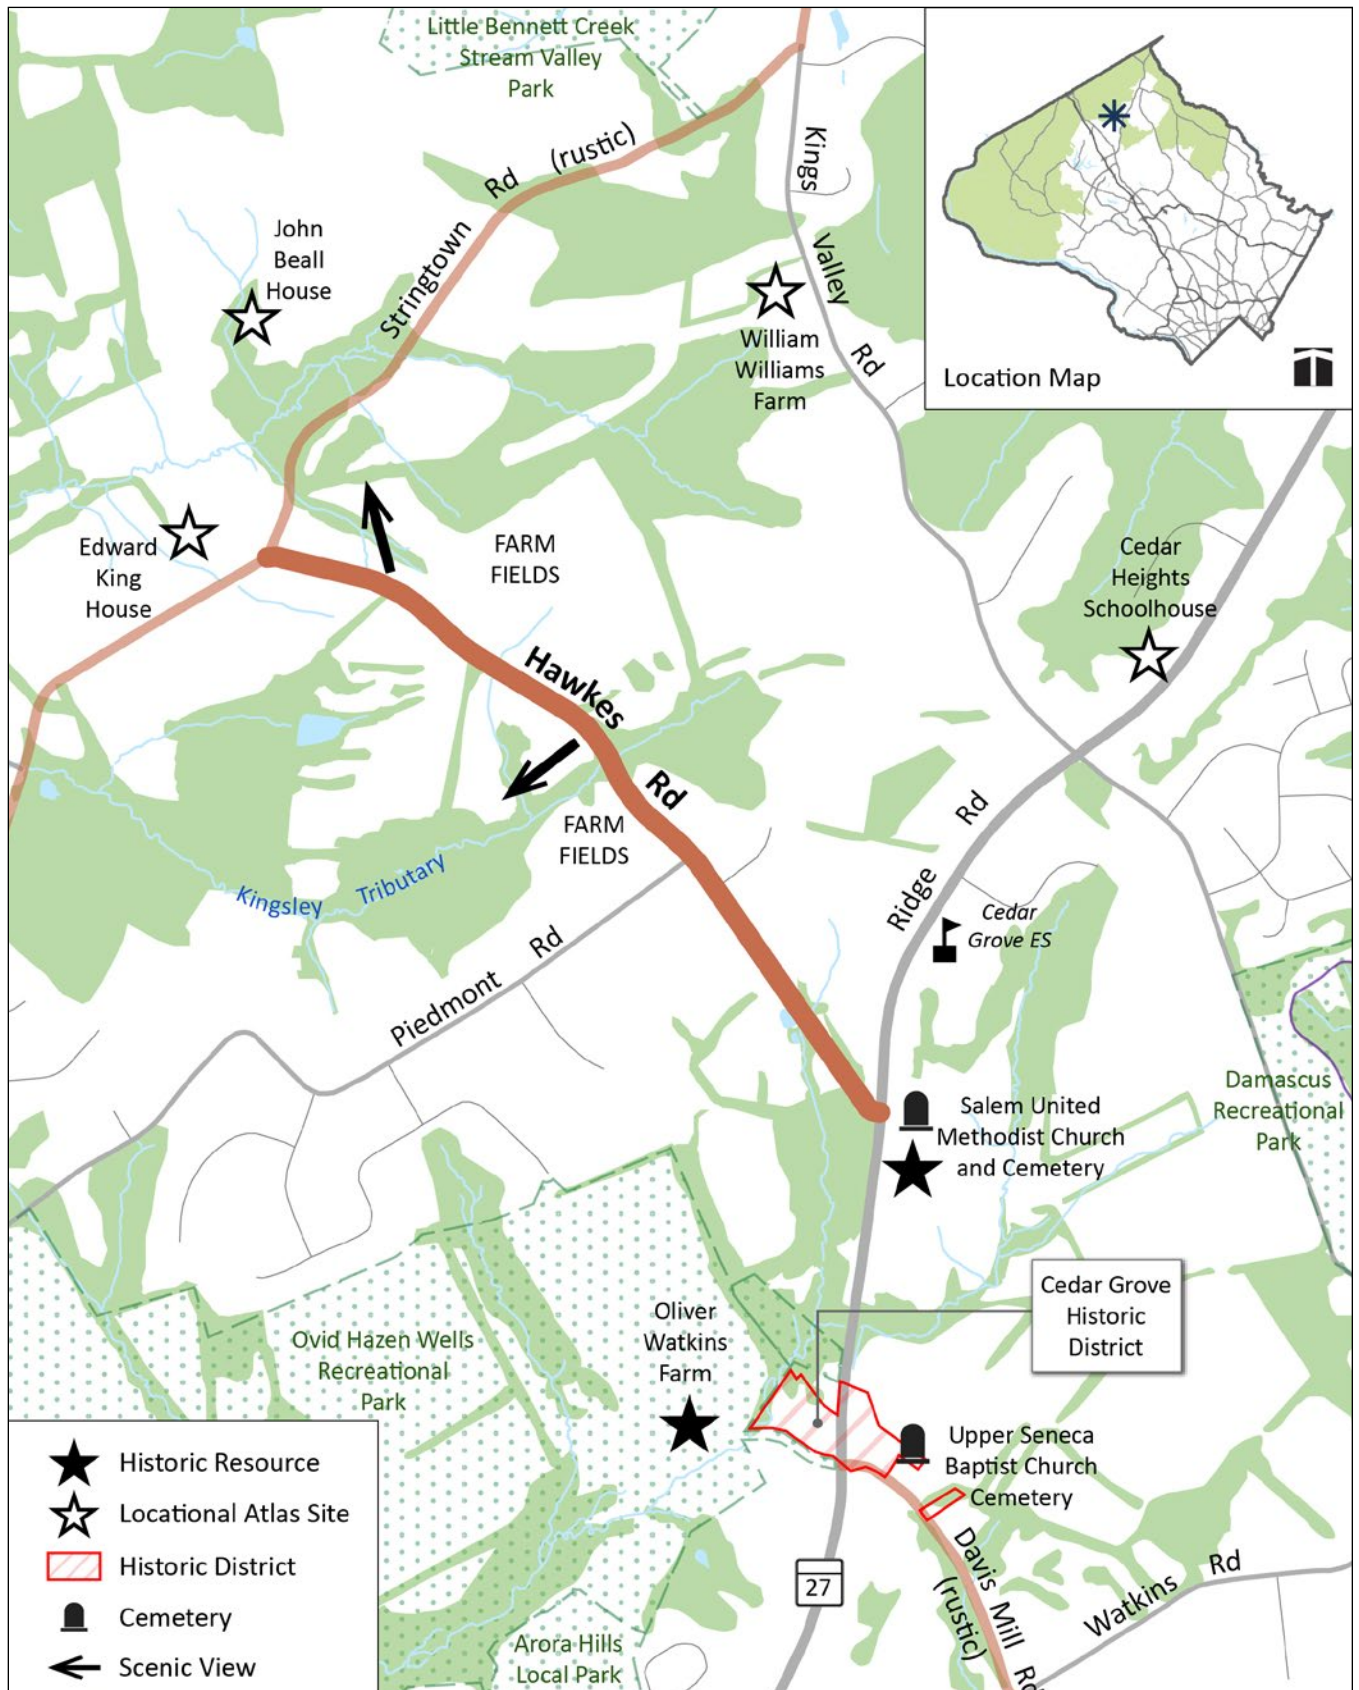 Little Bennett Creek
Stream Valley
Park
Stringtown Rd (rustic)
Kings Valley Rd
Location Map
John
Beall
House
William
Williams
Farm
Edward
King
House
FARM
FIELDS
Cedar
Heights
Schoolhouse
Hawkes Rd
FARM
FIELDS
Kingsley Tributary
Ridge Rd
Cedar
Grove ES
Piedmont Rd
Damascus
Recreational
Park
Salem United
Methodist Church
and Cemetery
Cedar Grove
Historic
District
Oliver
Watkins
Farm
Ovid Hazen Wells
Recreational
Park
Upper Seneca
Baptist Church
Cemetery
27
Davis Mill Rd
(rustic)
Watkins Rd
Arora Hills
Local Park
Historic Resource
Locational Atlas Site
Historic District
Cemetery
Scenic View